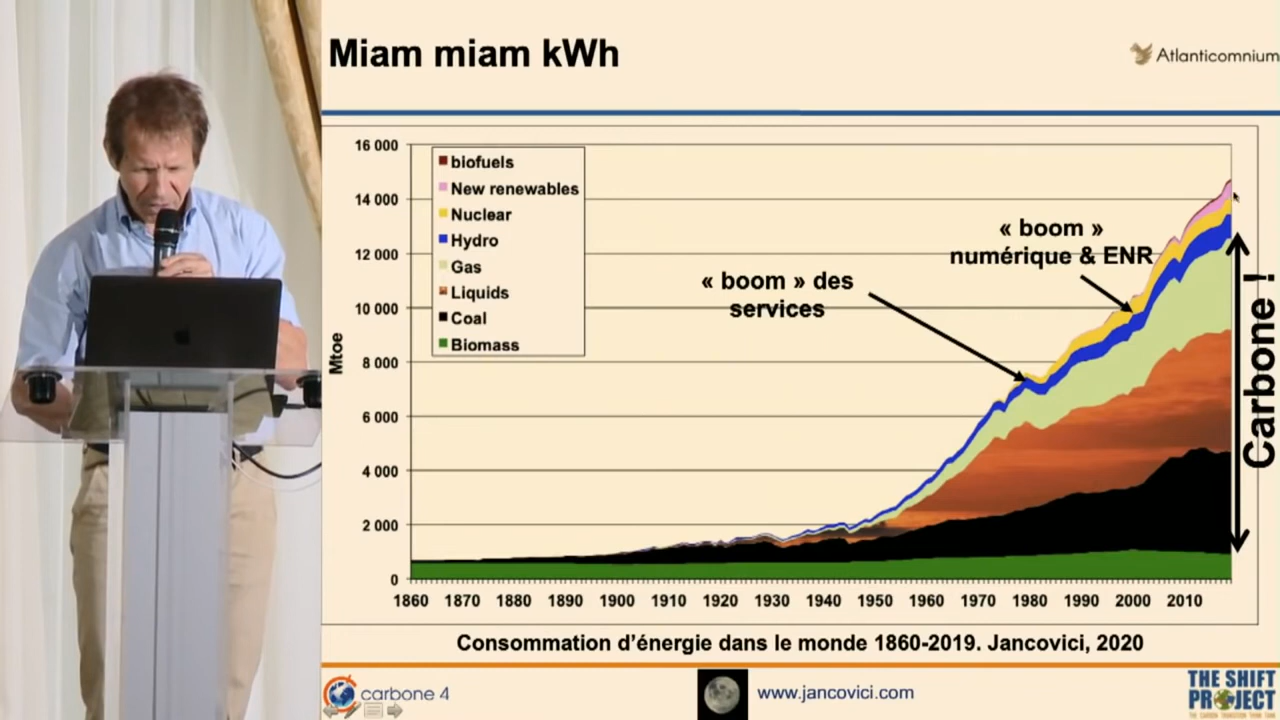 Miam miam kWh
Atlanticomnium
16 000
14 000
12 000
10 000
8 000
6 000
4 000
2 000
0
Mtoe
biofuels
New renewables
Nuclear
Hydro
Gas
Liquids
Coal
Biomass
« boom » des
services
« boom »
numérique & ENR
Carbone !
1860 1870 1880 1890 1900 1910 1920 1930 1940 1950 1960 1970 1980 1990 2000 2010
Consommation d'énergie dans le monde 1860-2019. Jancovici, 2020
carbone 4
www.jancovici.com
THE SHIFT
PROJECT